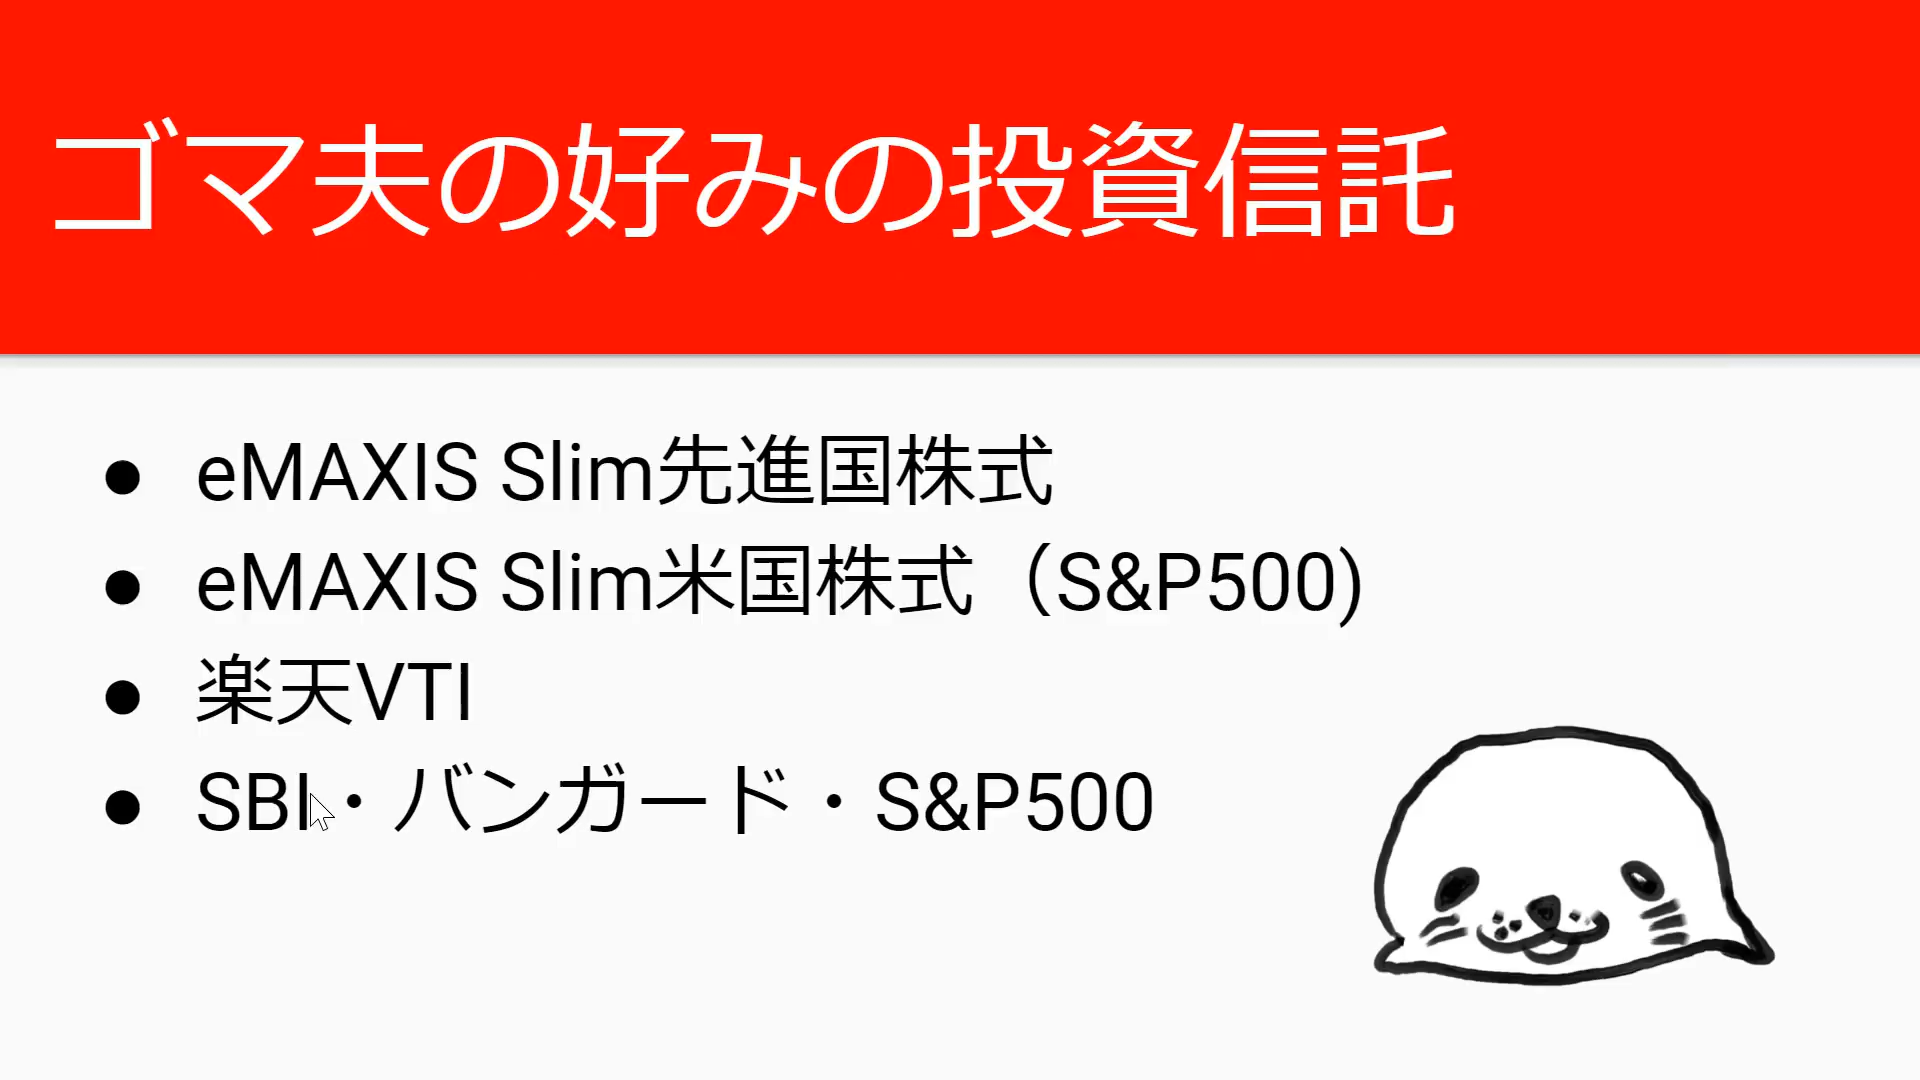 ゴマ夫の好みの投資信託
● eMAXIS Slim先進国株式
● eMAXIS Slim米国株式（S&P500)
● 楽天VTI
● SBI・バンガード・S&P500